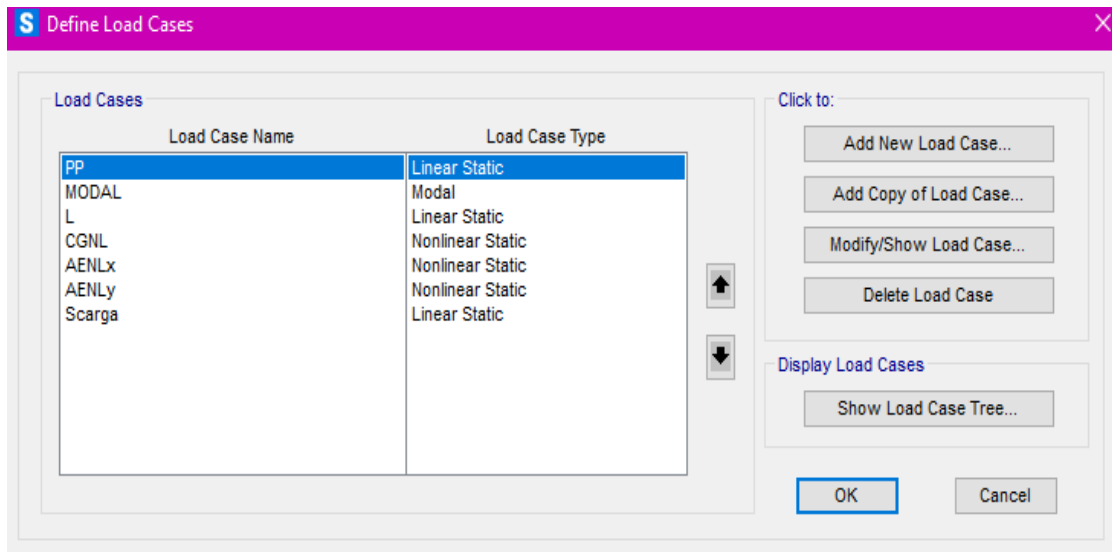 S Define Load Cases
Load Cases
Load Case Name Load Case Type
PP Linear Static
MODAL Modal
L Linear Static
CGNL Nonlinear Static
AENLx Nonlinear Static
AENLy Nonlinear Static
Scarga Linear Static
Click to:
Add New Load Case...
Add Copy of Load Case...
Modify/Show Load Case...
Delete Load Case
Display Load Cases
Show Load Case Tree...
OK Cancel